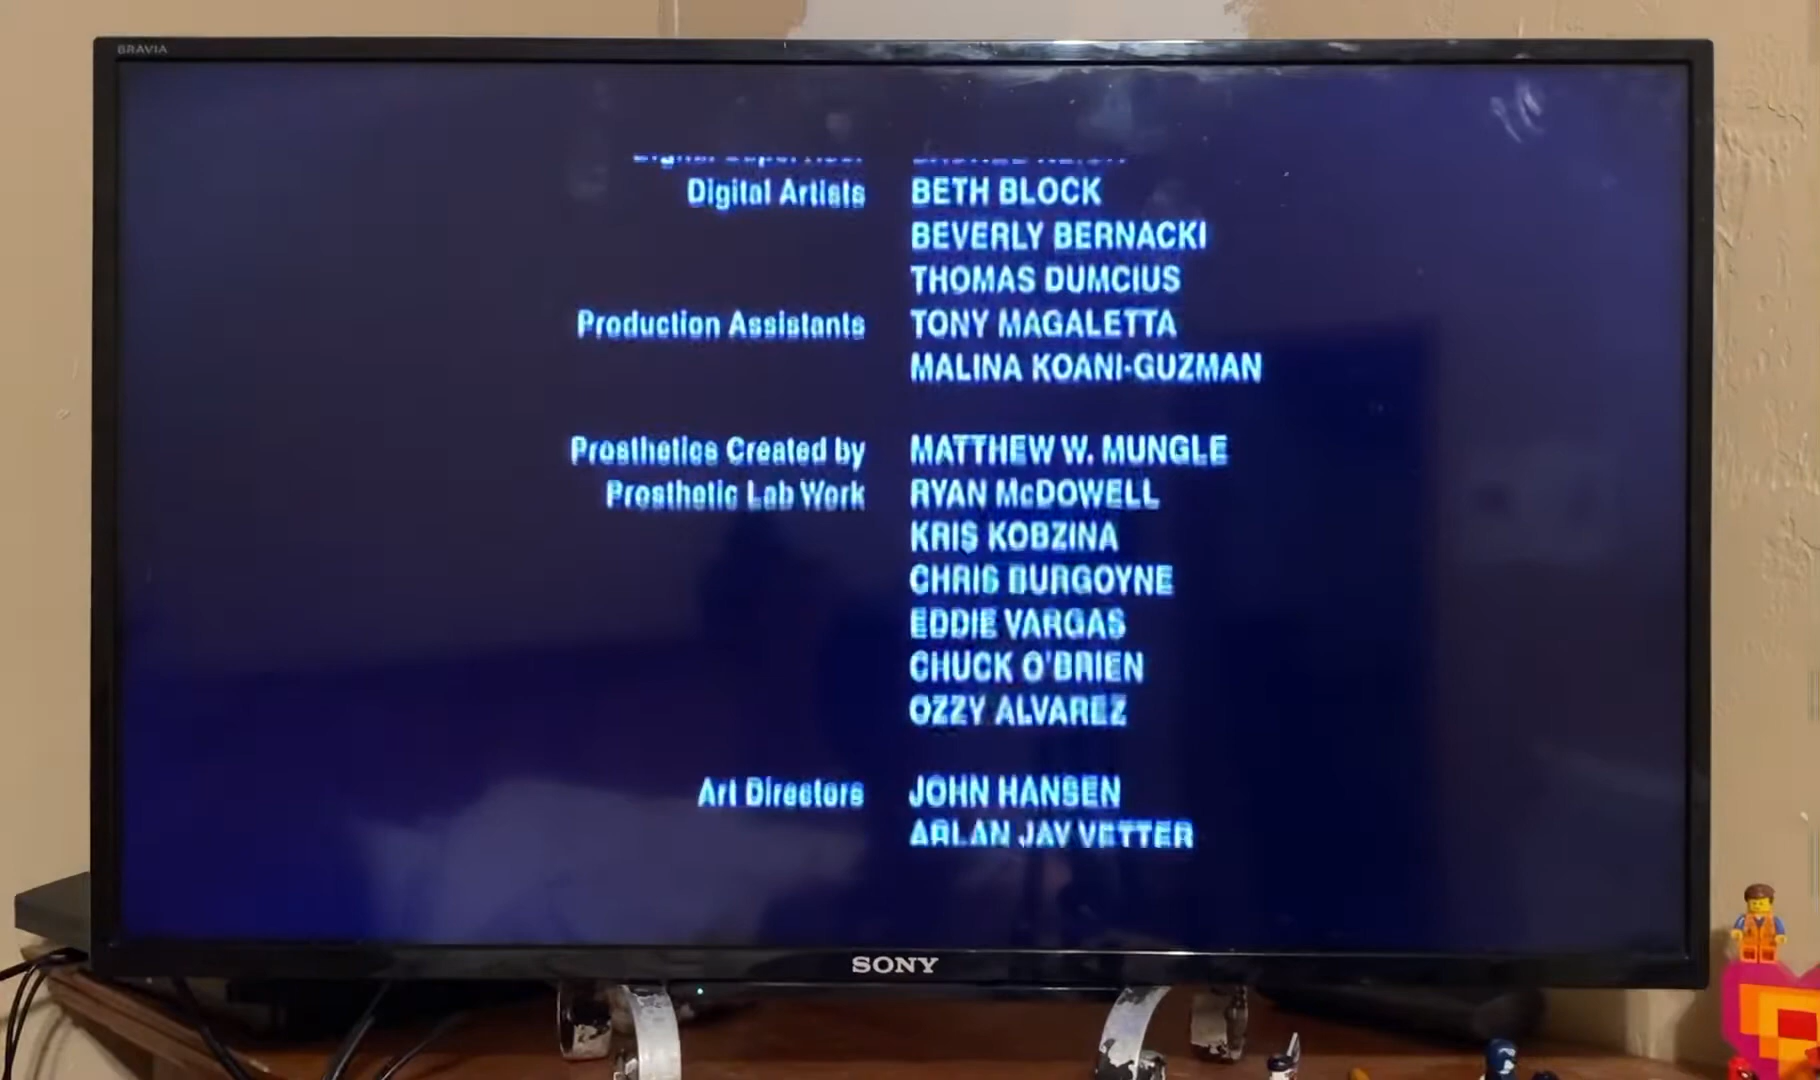 BRAVIA
Digital Artists BETH BLOCK
BEVERLY BERNACKI
THOMAS DUMCIUS
Production Assistants TONY MAGALETTA
MALINA KOANI-GUZMAN
Prosthetics Created by MATTHEW W. MUNGLE
Prosthetic Lab Work RYAN McDOWELL
KRIS KOBZINA
CHRIS BURGOYNE
EDDIE VARGAS
CHUCK O'BRIEN
OZZY ALVAREZ
Art Directors JOHN HANSEN
ARLAN JAY VETTER
SONY